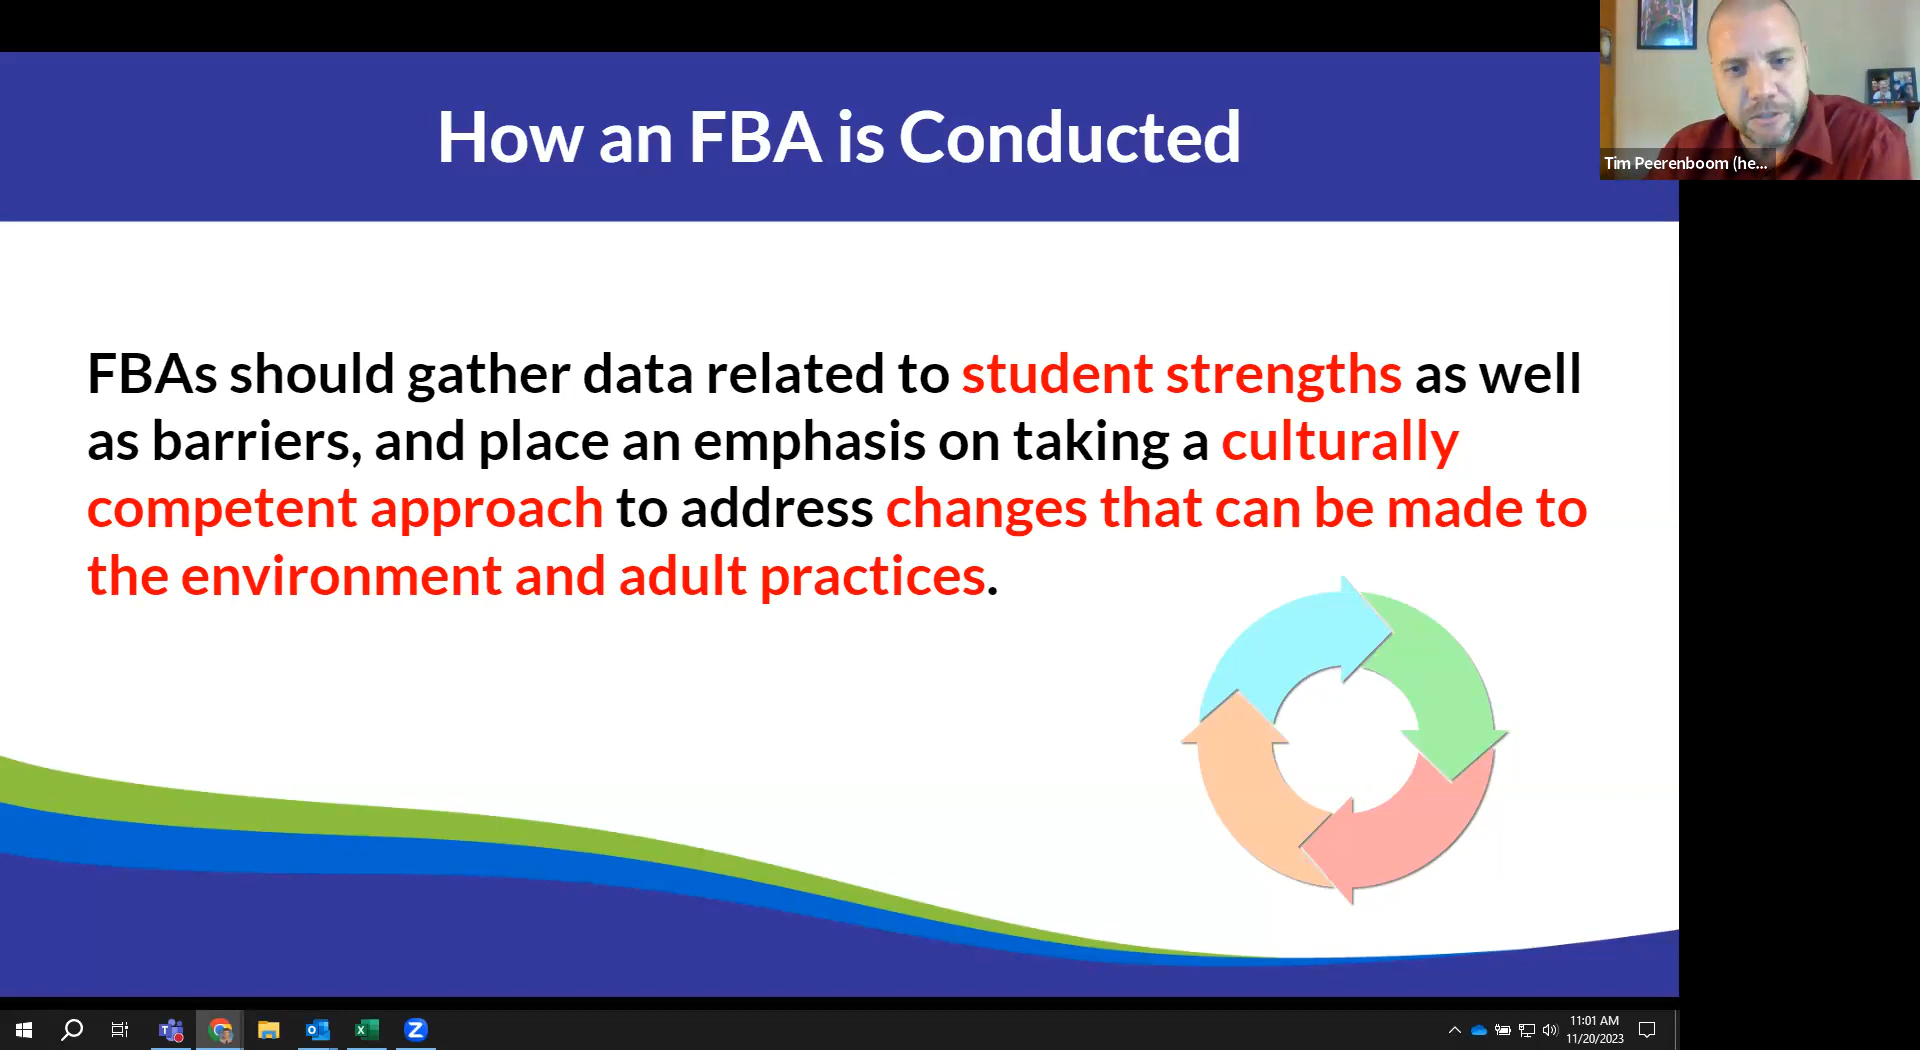 How an FBA is Conducted
Tim Peerenboom (he...
FBAs should gather data related to student strengths as well
as barriers, and place an emphasis on taking a culturally
competent approach to address changes that can be made to
the environment and adult practices.
11:01 AM
11/20/2023